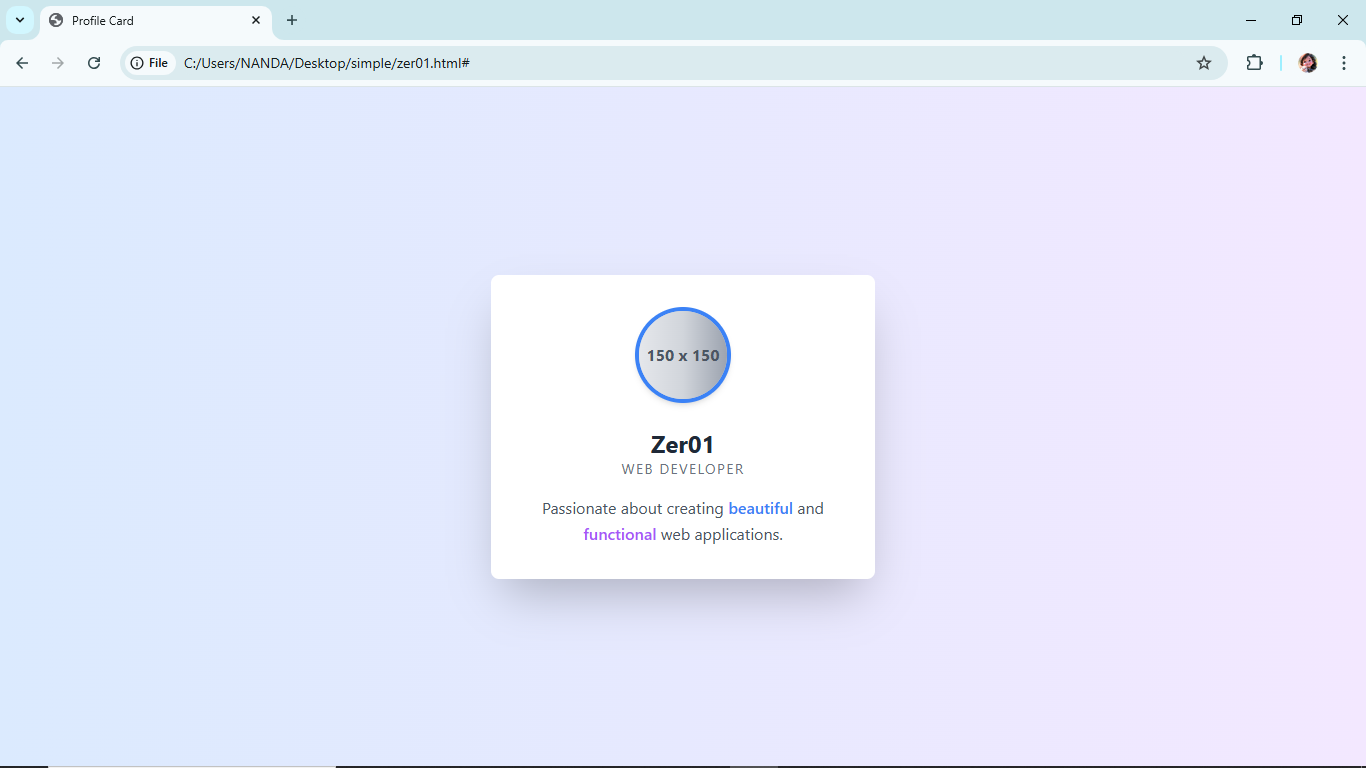 Profile Card
File
C:/Users/NANDA/Desktop/simple/zer01.html#
150 x 150
Zer01
WEB DEVELOPER
Passionate about creating beautiful and
functional web applications.